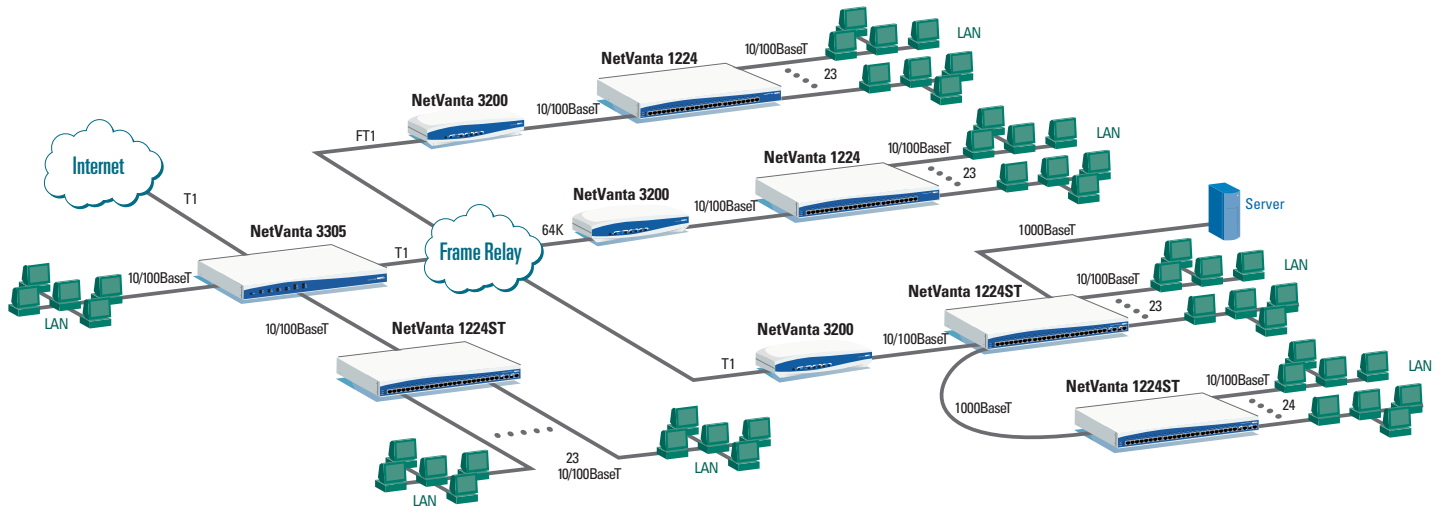 LAN
10/100BaseT
NetVanta 1224
23
NetVanta 3200
10/100BaseT
FT1
LAN
10/100BaseT
NetVanta 1224
23
Internet
NetVanta 3200
10/100BaseT
T1
Server
NetVanta 3305
T1
Frame Relay
64K
1000BaseT
10/100BaseT
LAN
LAN
10/100BaseT
NetVanta 1224ST
23
10/100BaseT
NetVanta 1224ST
NetVanta 3200
10/100BaseT
T1
NetVanta 1224ST
10/100BaseT
LAN
1000BaseT
24
23
10/100BaseT
LAN
LAN